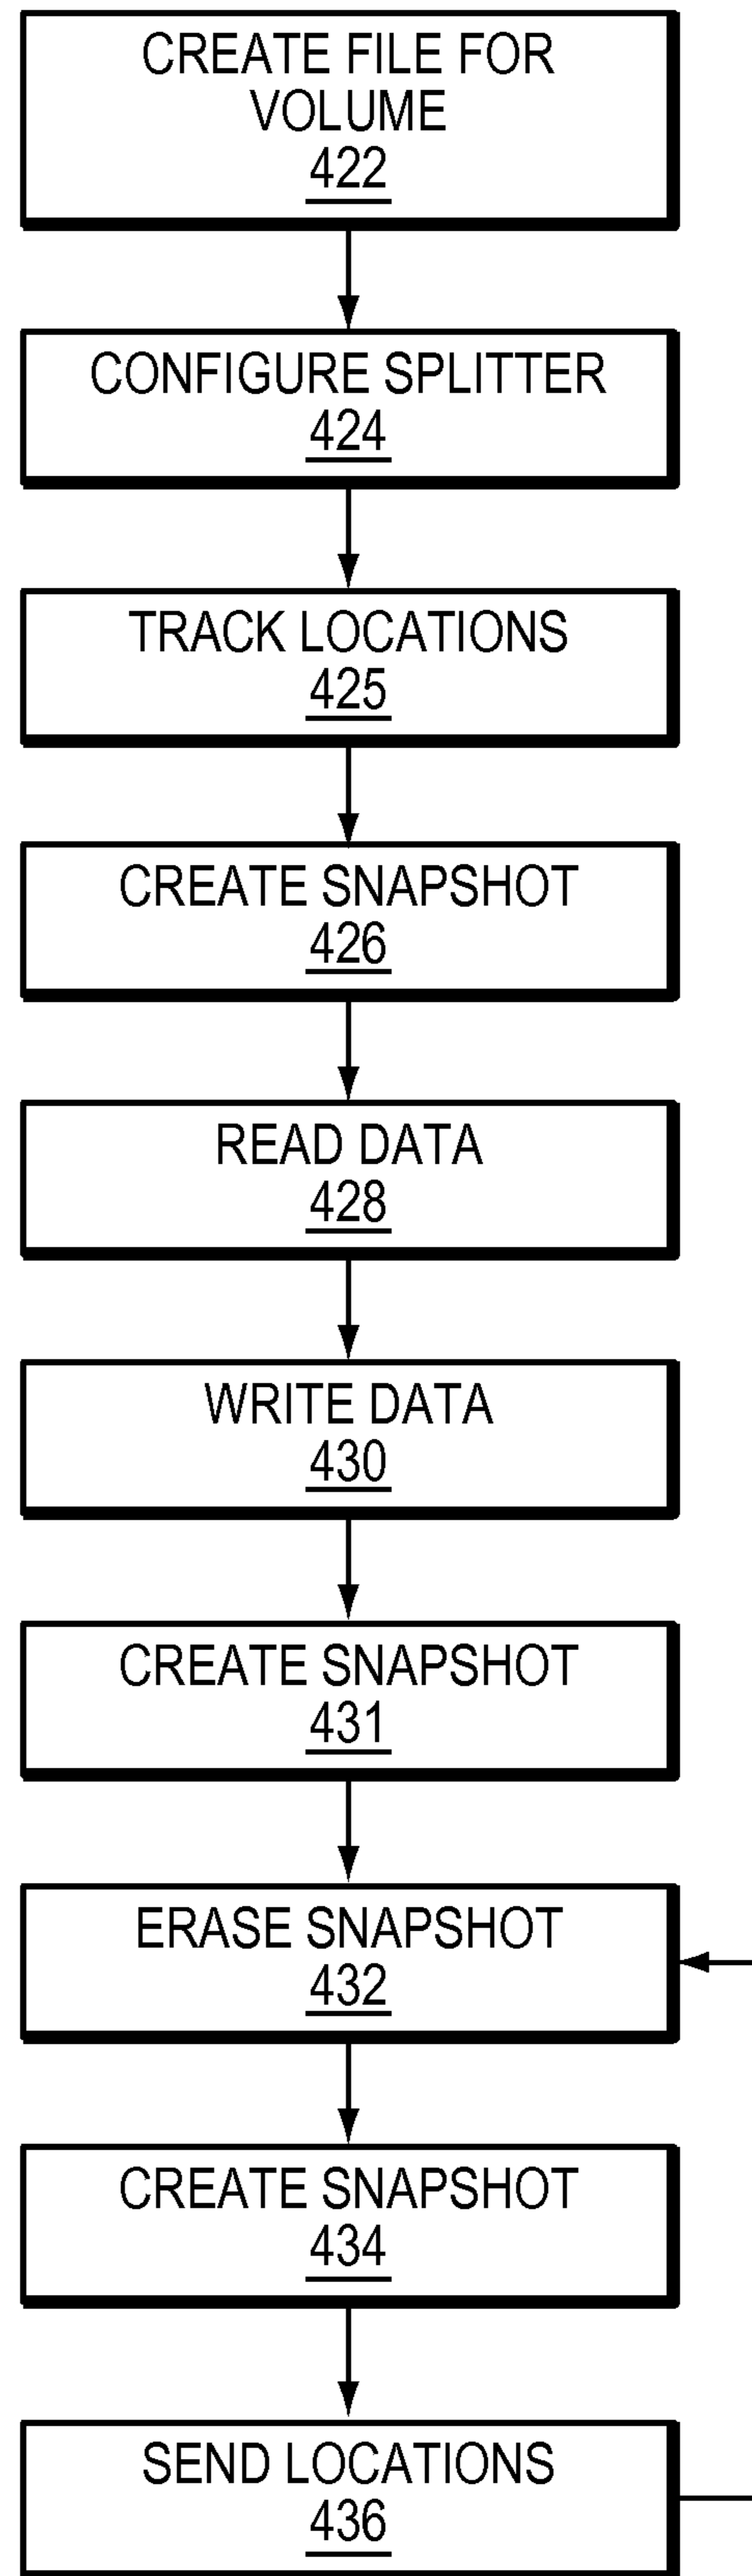 CREATE FILE FOR
VOLUME
422
CONFIGURE SPLITTER
424
TRACK LOCATIONS
425
CREATE SNAPSHOT
426
READ DATA
428
WRITE DATA
430
CREATE SNAPSHOT
431
ERASE SNAPSHOT
432
CREATE SNAPSHOT
434
SEND LOCATIONS
436